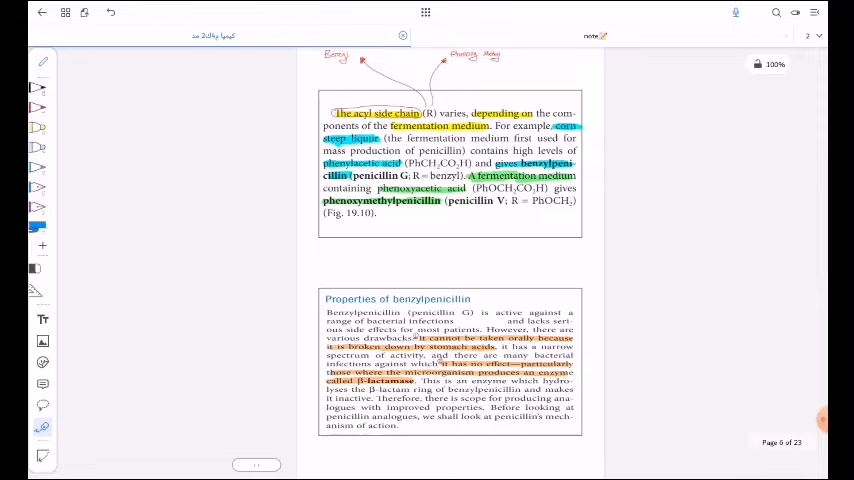 كيمياء م4ك2 مد
note📝
2
100%
Benzyl
Phenoxy Methyl
The acyl side chain (R) varies, depending on the com-
ponents of the fermentation medium. For example, corn
steep liquor (the fermentation medium first used for
mass production of penicillin) contains high levels of
phenylacetic acid (PhCH₂CO₂H) and gives benzylpeni-
cillin (penicillin G; R = benzyl). A fermentation medium
containing phenoxyacetic acid (PhOCH₂CO₂H) gives
phenoxymethylpenicillin (penicillin V; R = PhOCH₂)
(Fig. 19.10).
Properties of benzylpenicillin
Benzylpenicillin (penicillin G) is active against a
range of bacterial infections and lacks seri-
ous side effects for most patients. However, there are
various drawbacks. It cannot be taken orally because
it is broken down by stomach acids, it has a narrow
spectrum of activity, and there are many bacterial
infections against which it has no effect—particularly
those where the microorganism produces an enzyme
called β-lactamase. This is an enzyme which hydro-
lyses the β-lactam ring of benzylpenicillin and makes
it inactive. Therefore, there is scope for producing ana-
logues with improved properties. Before looking at
penicillin analogues, we shall look at penicillin's mech-
anism of action.
Page 6 of 23